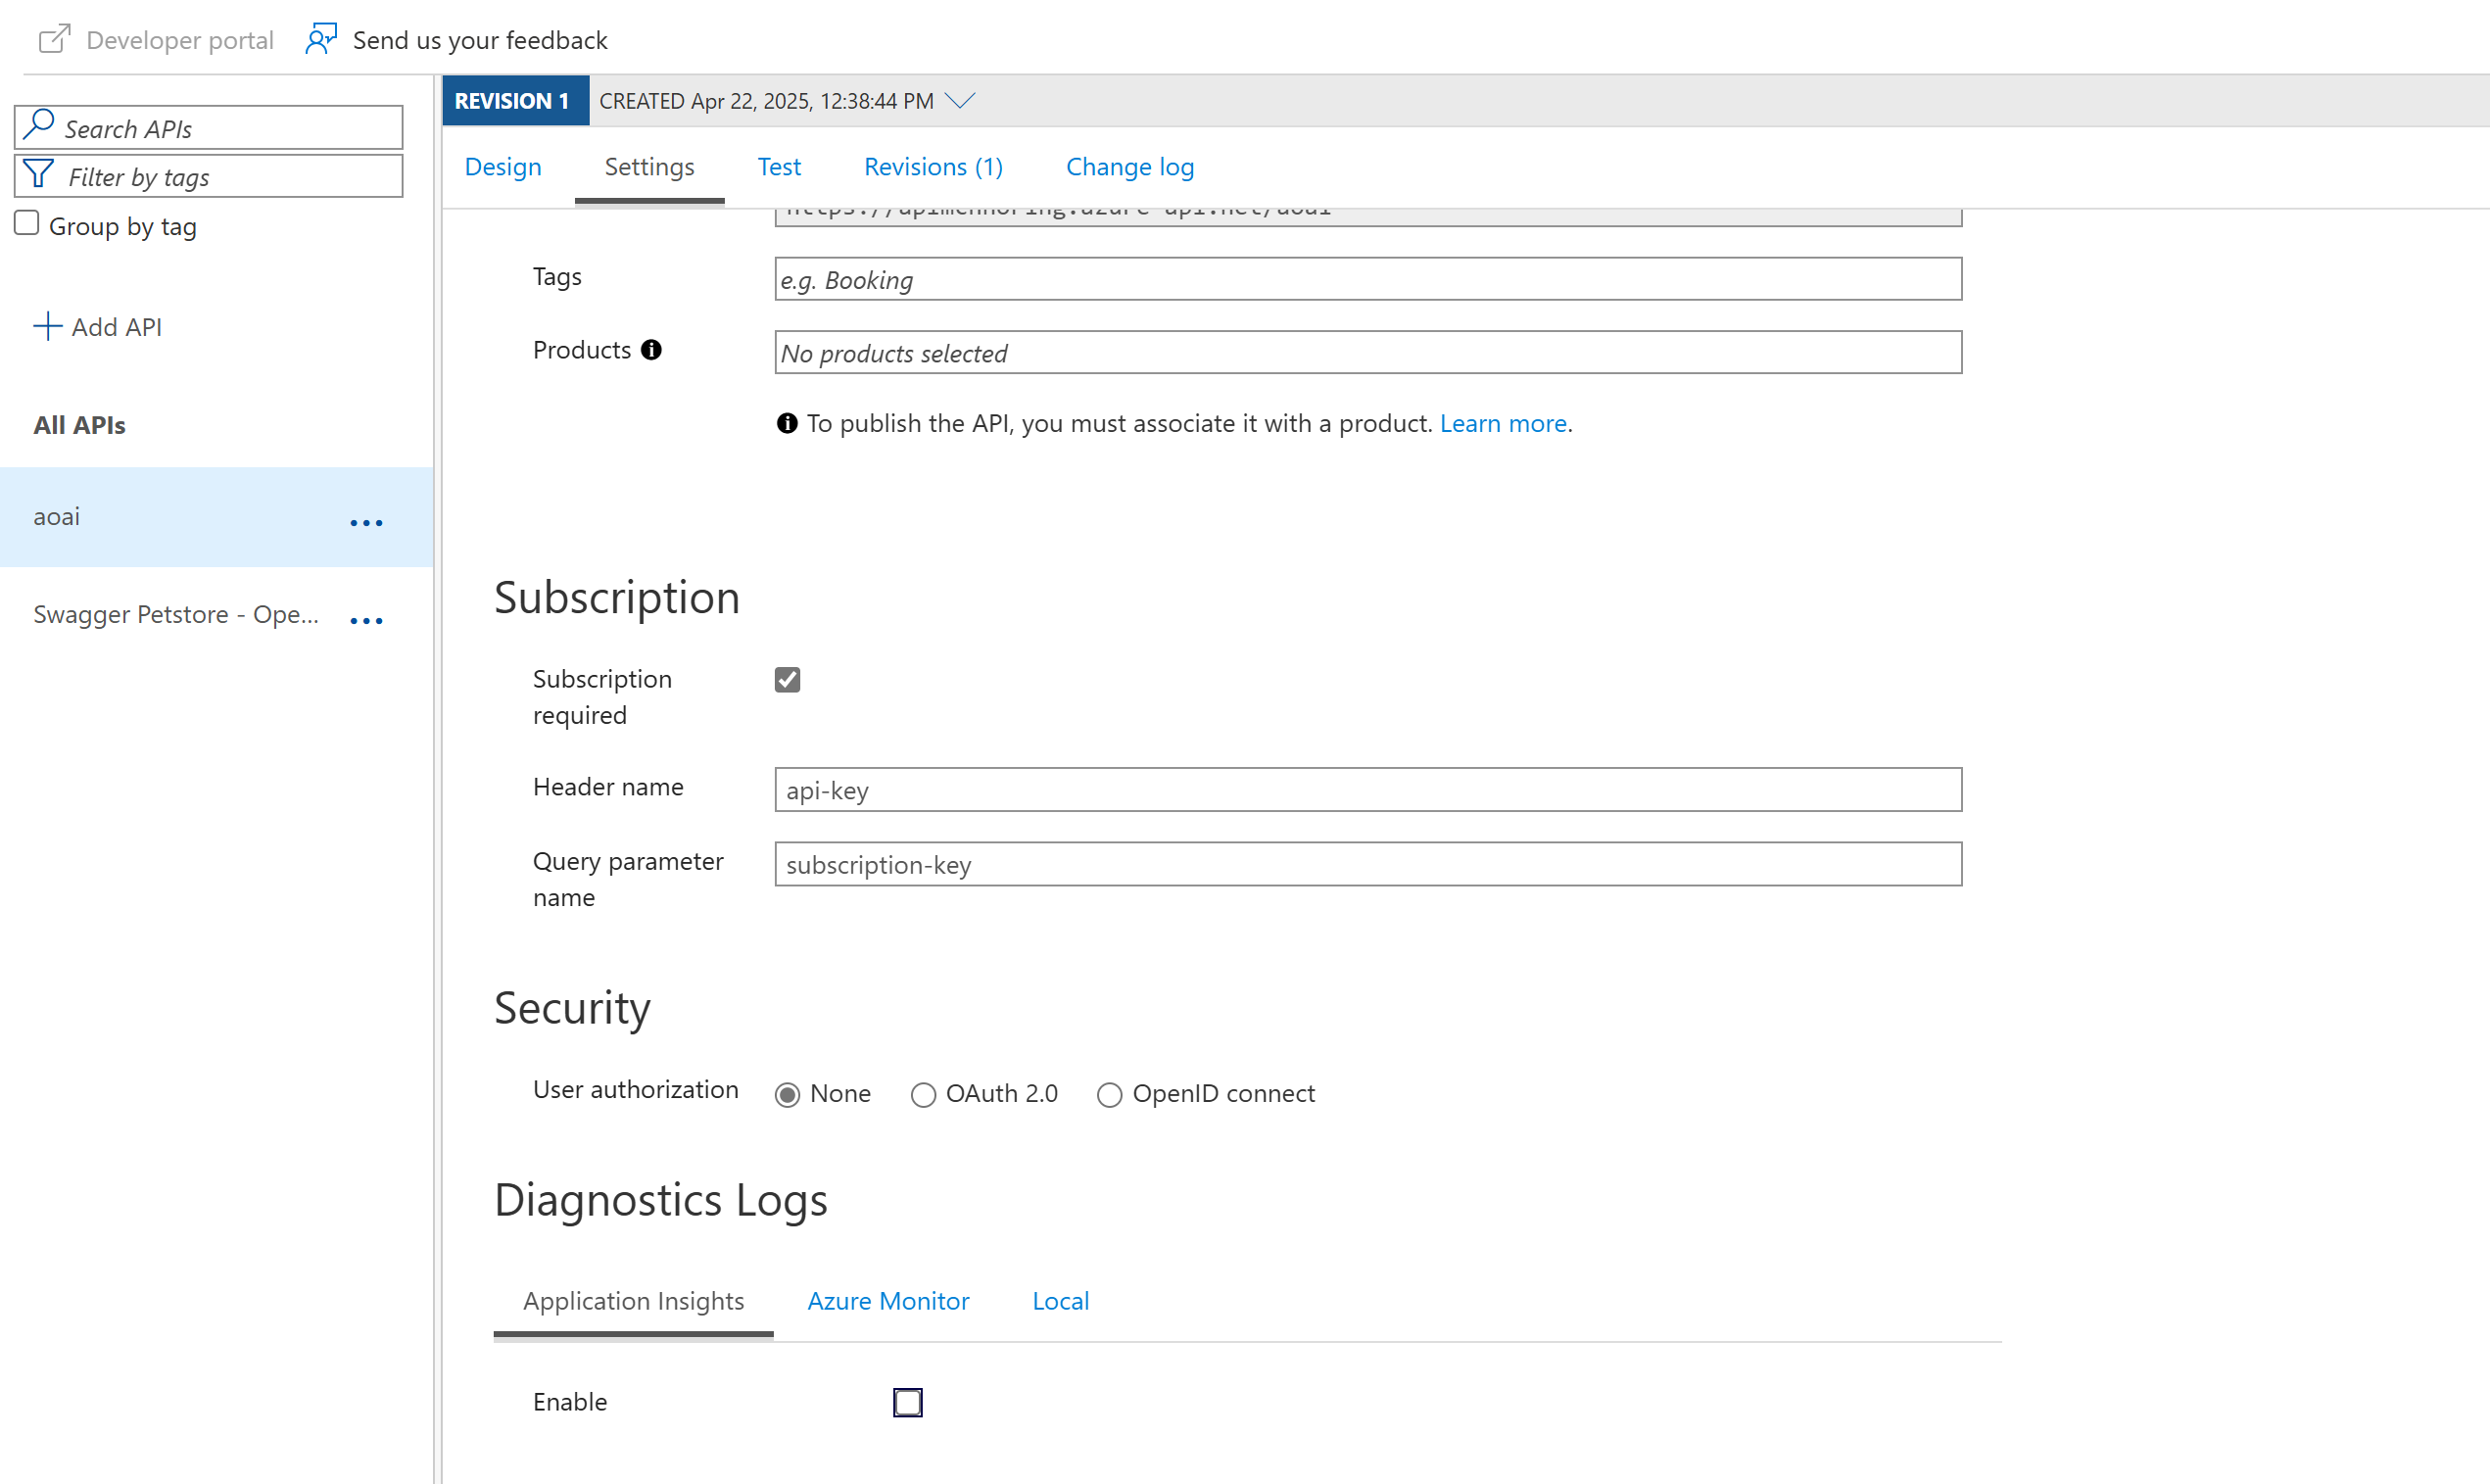 Developer portal
Send us your feedback
Search APIs
Filter by tags
Group by tag
Add API
All APIs
aoai
Swagger Petstore - Ope...
REVISION 1
CREATED Apr 22, 2025, 12:38:44 PM
Design
Settings
Test
Revisions (1)
Change log
Tags
e.g. Booking
Products
No products selected
To publish the API, you must associate it with a product. Learn more.
Subscription
Subscription
required
Header name
api-key
Query parameter
name
subscription-key
Security
User authorization
None
OAuth 2.0
OpenID connect
Diagnostics Logs
Application Insights
Azure Monitor
Local
Enable